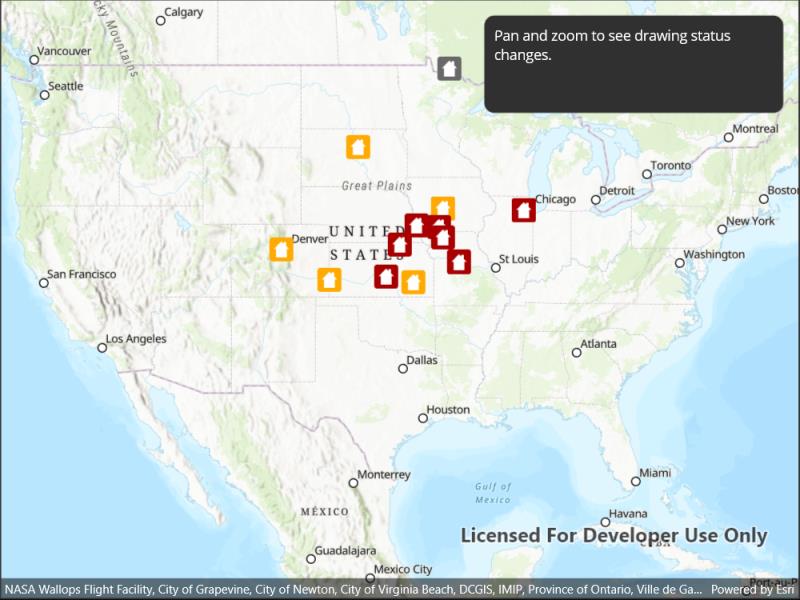 Calgary
Rocky Mountains
Pan and zoom to see drawing status
changes.
Vancouver
Seattle
Montreal
Toronto
Great Plains
Detroit
Chicago
Boston
New York
UNITED
STATES
Denver
St Louis
Washington
San Francisco
Los Angeles
Atlanta
Dallas
Houston
Monterrey
Miami
Gulf of
Mexico
MÉXICO
Havana
Licensed For Developer Use Only
Guadalajara
Mexico City
Port-au-P
NASA Wallops Flight Facility, City of Grapevine, City of Newton, City of Virginia Beach, DCGIS, IMIP, Province of Ontario, Ville de Ga... Powered by Esri